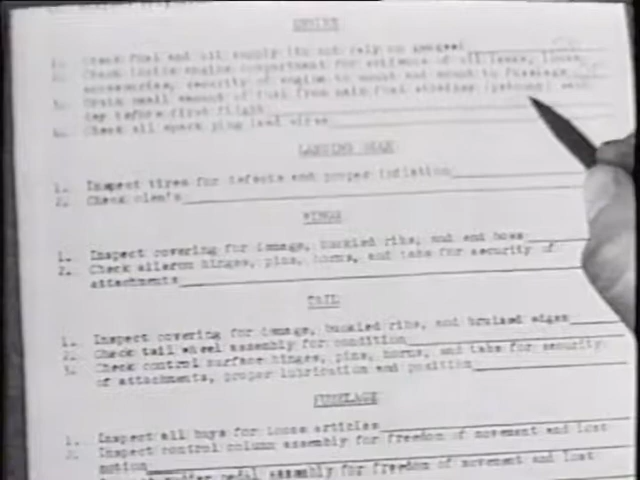 ENGINE
1. Check fuel and oil supply (do not rely on gauges)
2. Check inside engine compartment for evidence of oil leaks, loose
accessories, security of engine to mount and mount to fuselage
3. Drain small amount of fuel from main fuel
day before first flight
4. Check all spark plug lead wires
LANDING GEAR
1. Inspect tires for defects and proper inflation
2. Check oleo's
WINGS
1. Inspect covering for damage, buckled ribs, and end bows
2. Check aileron hinges, pins, horns, and tabs for security of
attachments
TAIL
1. Inspect covering for damage, buckled ribs, and bruised edges
2. Check tail wheel assembly for condition
3. Check control surface hinges, pins, horns, and tabs for security
of attachments, proper lubrication and position
FUSELAGE
1. Inspect all bays for loose articles
2. Inspect control column assembly for freedom of movement and lost
motion
pedal assembly for freedom of movement and lost